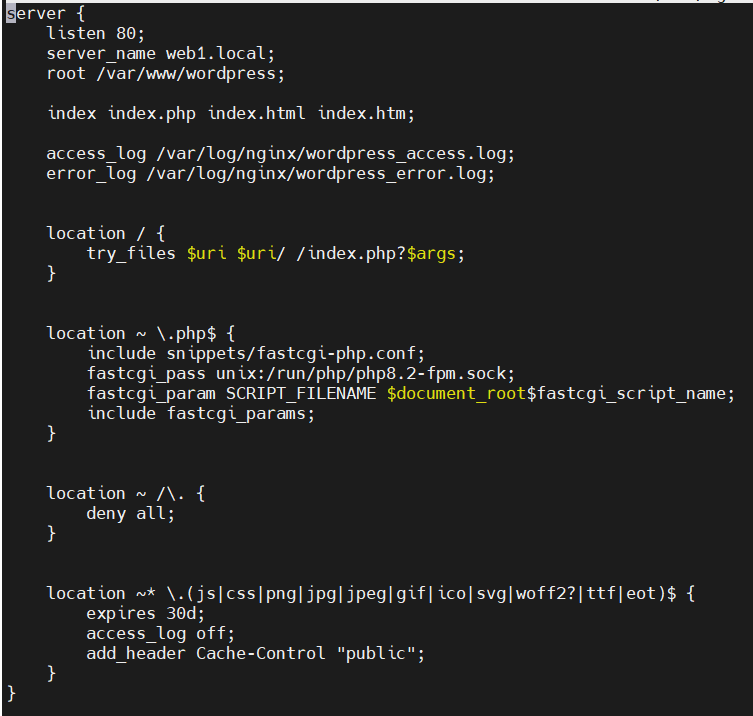 server {
    listen 80;
    server_name web1.local;
    root /var/www/wordpress;

    index index.php index.html index.htm;

    access_log /var/log/nginx/wordpress_access.log;
    error_log /var/log/nginx/wordpress_error.log;


    location / {
        try_files $uri $uri/ /index.php?$args;
    }


    location ~ \.php$ {
        include snippets/fastcgi-php.conf;
        fastcgi_pass unix:/run/php/php8.2-fpm.sock;
        fastcgi_param SCRIPT_FILENAME $document_root$fastcgi_script_name;
        include fastcgi_params;
    }


    location ~ /\. {
        deny all;
    }


    location ~* \.(js|css|png|jpg|jpeg|gif|ico|svg|woff2?|ttf|eot)$ {
        expires 30d;
        access_log off;
        add_header Cache-Control "public";
    }
}